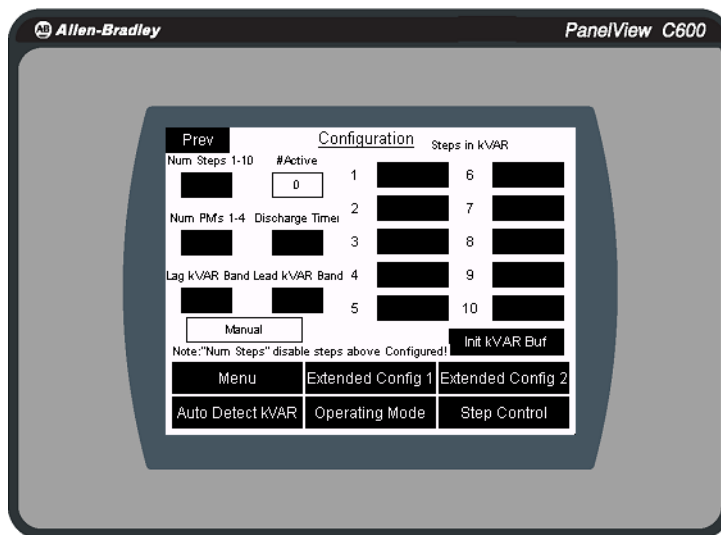 AB Allen-Bradley
PanelView C600
Prev
Configuration
Steps in kVAR
Num Steps 1-10 #Active
0
1
6
2
7
Num PM's 1-4 Discharge Timer
3
8
Lag kVAR Band Lead kVAR Band
4
9
5
10
Manual
Init kVAR Buf
Note:"Num Steps" disable steps above Configured!
Menu
Extended Config 1
Extended Config 2
Auto Detect kVAR
Operating Mode
Step Control